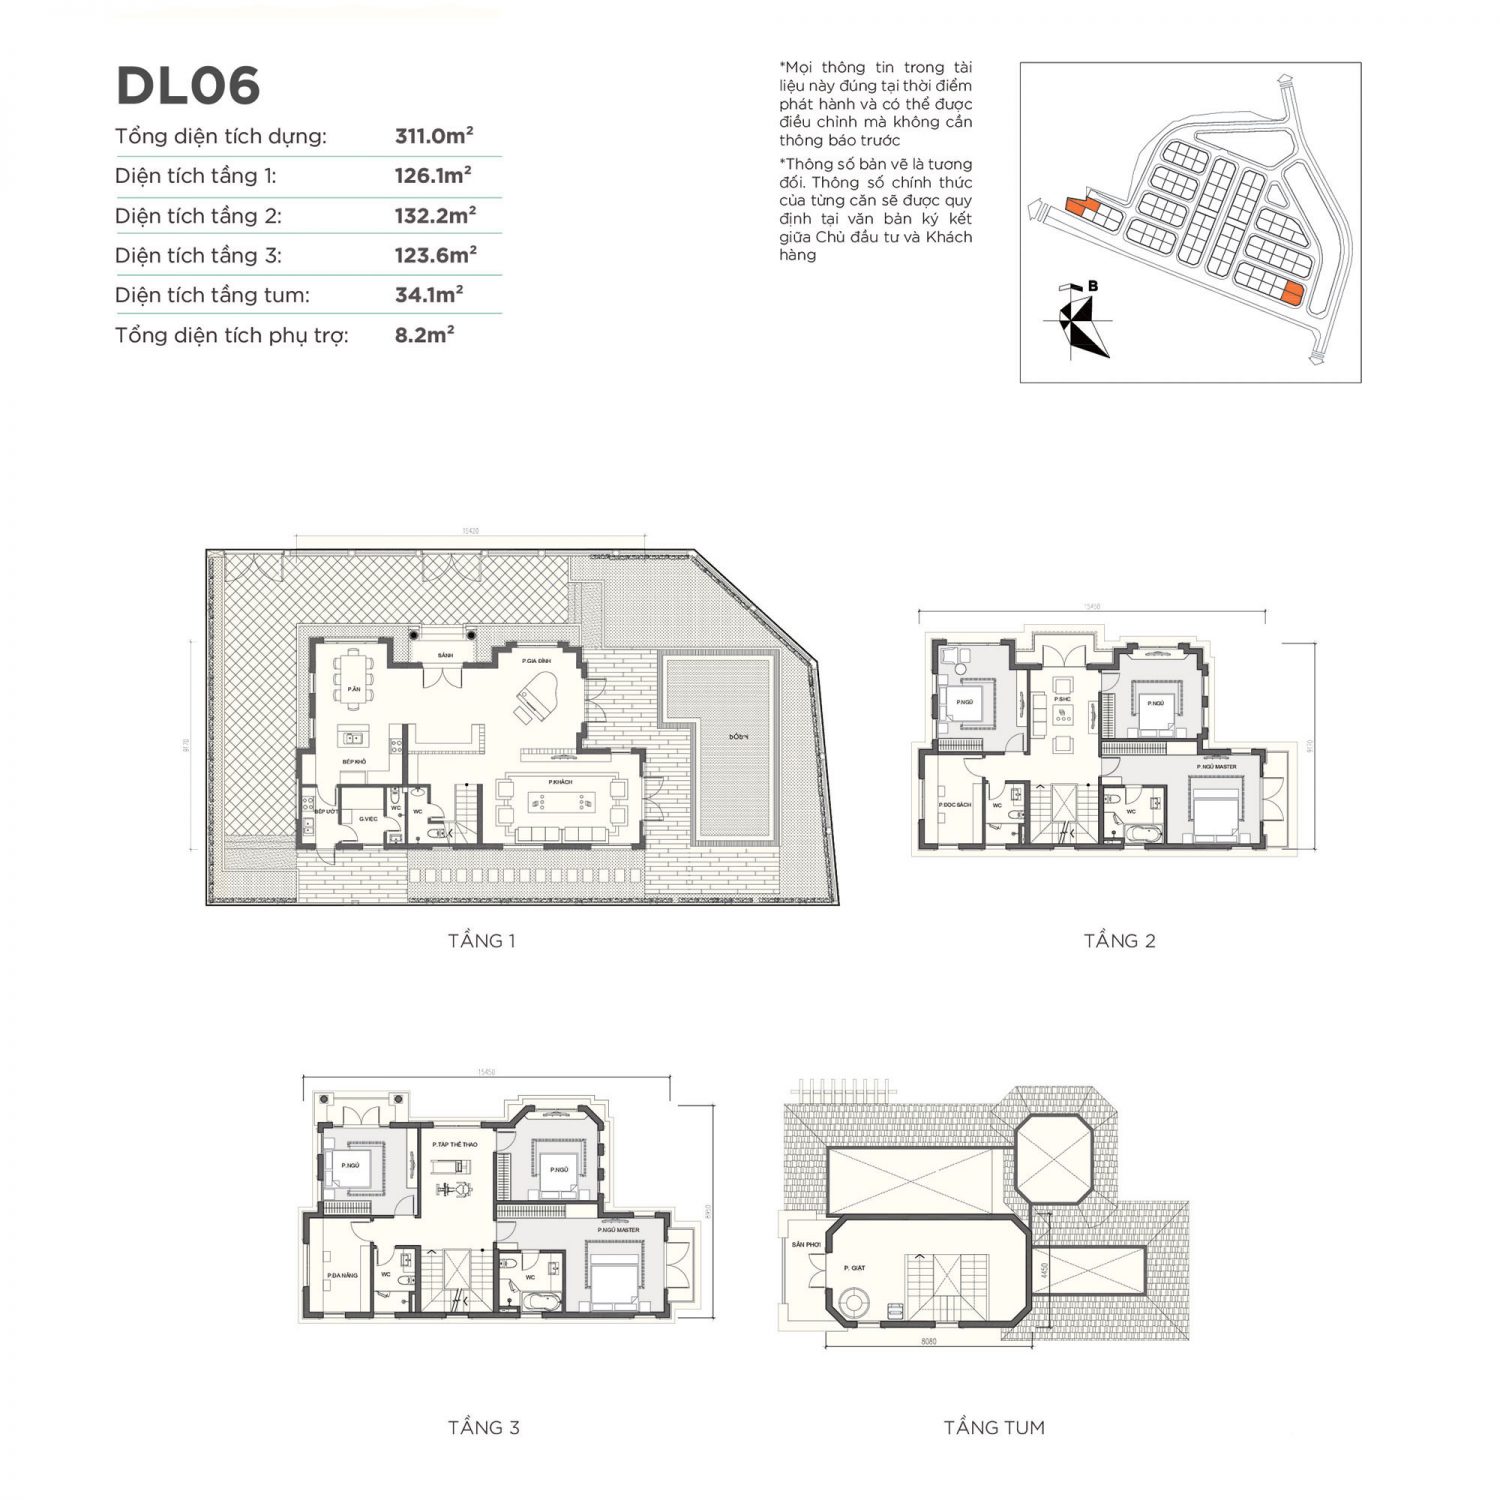 DL06
Tổng diện tích dựng: 311.0m²
Diện tích tầng 1: 126.1m²
Diện tích tầng 2: 132.2m²
Diện tích tầng 3: 123.6m²
Diện tích tầng tum: 34.1m²
Tổng diện tích phụ trợ: 8.2m²
*Mọi thông tin trong tài
liệu này đúng tại thời điểm
phát hành và có thể được
điều chỉnh mà không cần
thông báo trước
*Thông số bản vẽ là tương
đối. Thông số chính thức
của từng căn sẽ được quy
định tại văn bản ký kết
giữa Chủ đầu tư và Khách
hàng
B
15420
9170
SẢNH
P.GIA ĐÌNH
P.ĂN
BẾP KHÔ
P.KHÁCH
BẾP ƯỚT
G.VIỆC
WC
WC
TẦNG 1
15450
9170
P.NGỦ
P.SHC
P.NGỦ
P.NGỦ MASTER
P.ĐỌC SÁCH
WC
WC
TẦNG 2
15450
8950
P.TẬP THỂ THAO
P.NGỦ
P.NGỦ
P.NGỦ MASTER
P.ĐA NĂNG
WC
WC
TẦNG 3
SÂN PHƠI
P. GIẶT
4450
8080
TẦNG TUM